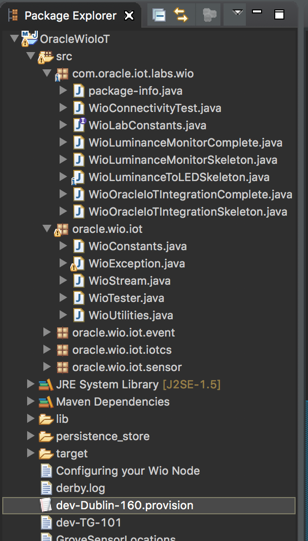 Package Explorer
OracleWioIoT
src
com.oracle.iot.labs.wio
package-info.java
WioConnectivityTest.java
WioLabConstants.java
WioLuminanceMonitorComplete.java
WioLuminanceMonitorSkeleton.java
WioLuminanceToLEDSkeleton.java
WioOracleIoTIntegrationComplete.java
WioOracleIoTIntegrationSkeleton.java
oracle.wio.iot
WioConstants.java
WioException.java
WioStream.java
WioTester.java
WioUtilities.java
oracle.wio.iot.event
oracle.wio.iot.iotcs
oracle.wio.iot.sensor
JRE System Library [J2SE-1.5]
Maven Dependencies
lib
persistence_store
target
Configuring your Wio Node
derby.log
dev-Dublin-160.provision
dev-TG-101
GroveSensorLocations